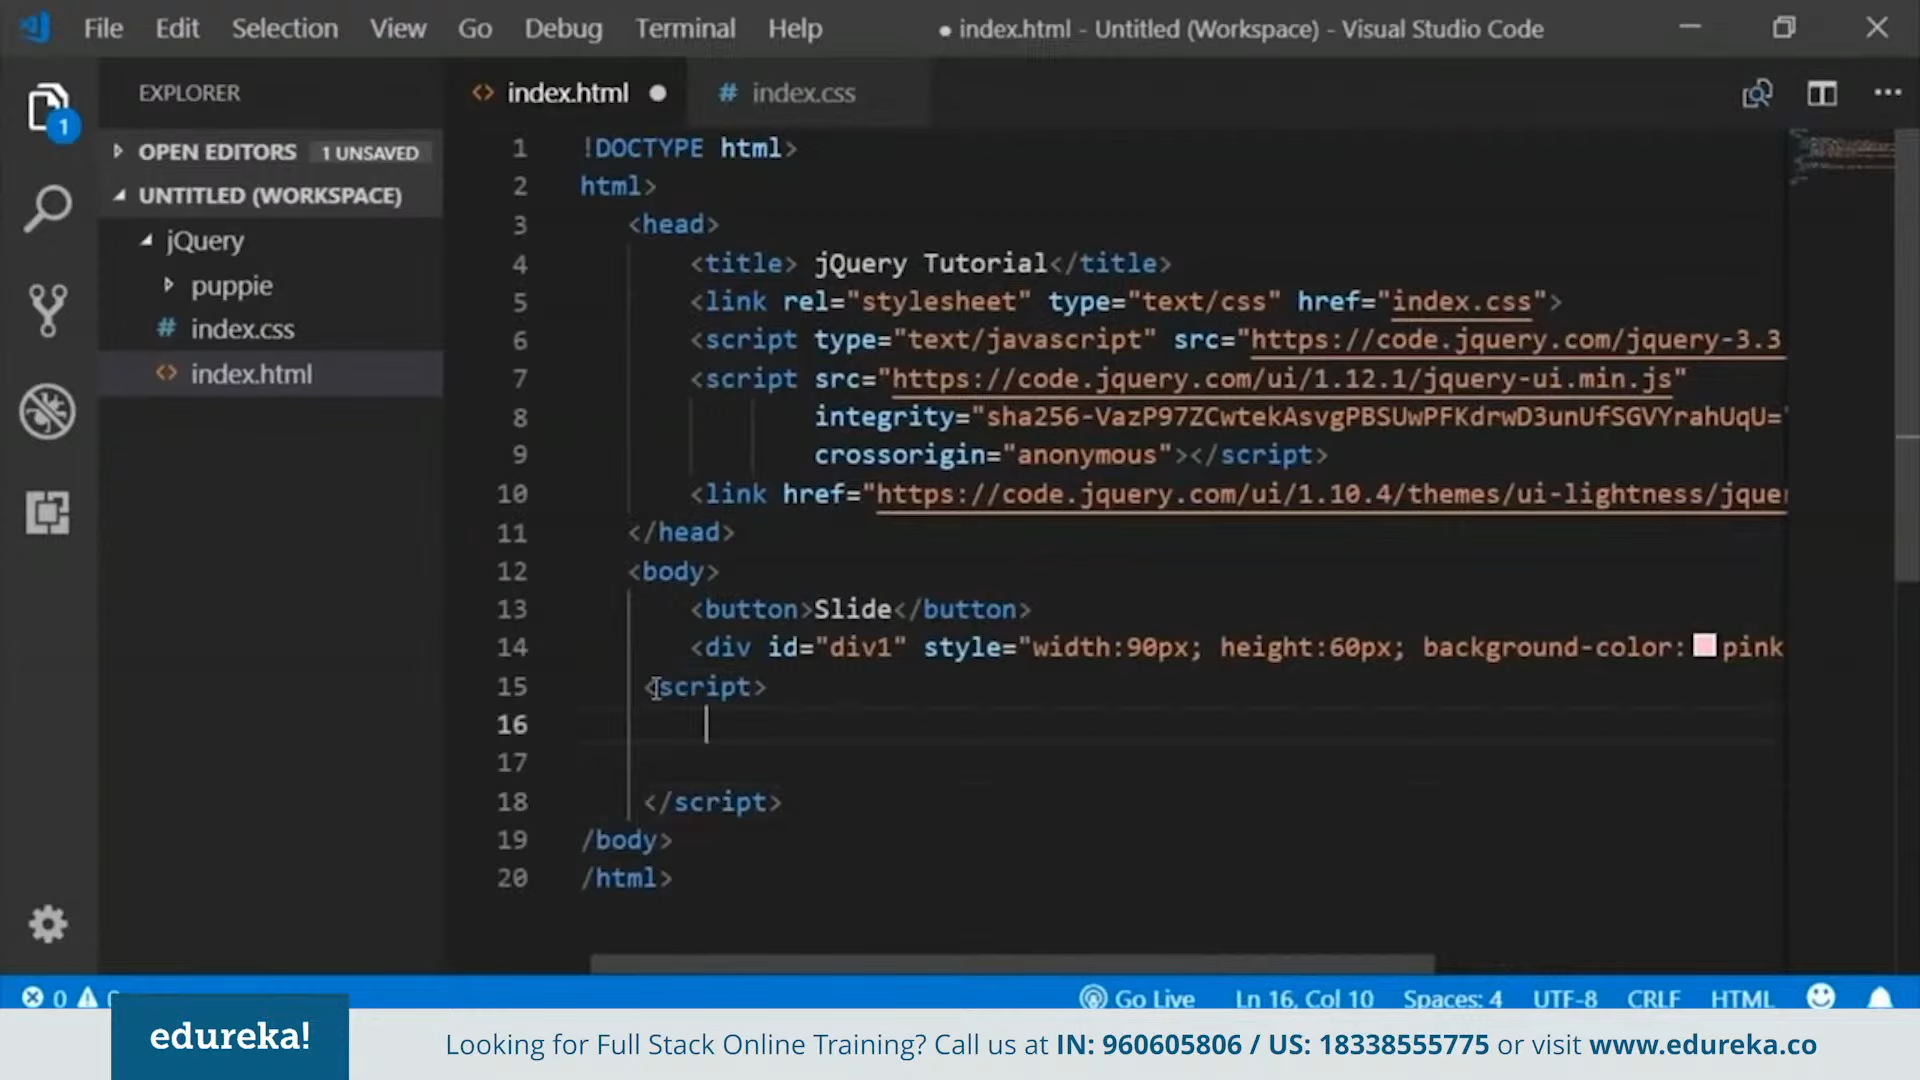 File Edit Selection View Go Debug Terminal Help
● index.html - Untitled (Workspace) - Visual Studio Code
EXPLORER
OPEN EDITORS 1 UNSAVED
UNTITLED (WORKSPACE)
jQuery
puppie
# index.css
<> index.html
1
<> index.html ●
# index.css
1 !DOCTYPE html>
2 html>
3 <head>
4 <title> jQuery Tutorial</title>
5 <link rel="stylesheet" type="text/css" href="index.css">
6 <script type="text/javascript" src="https://code.jquery.com/jquery-3.3
7 <script src="https://code.jquery.com/ui/1.12.1/jquery-ui.min.js"
8 integrity="sha256-VazP97ZCwtekAsvgPBSUwPFKdrwD3unUfSGVYrahUqU=
9 crossorigin="anonymous"></script>
10 <link href="https://code.jquery.com/ui/1.10.4/themes/ui-lightness/jque
11 </head>
12 <body>
13 <button>Slide</button>
14 <div id="div1" style="width:90px; height:60px; background-color: pink
15 <script>
16
17
18 </script>
19 /body>
20 /html>
0
Go Live Ln 16, Col 10 Spaces: 4 UTF-8 CRLF HTML
edureka!
Looking for Full Stack Online Training? Call us at IN: 960605806 / US: 18338555775 or visit www.edureka.co